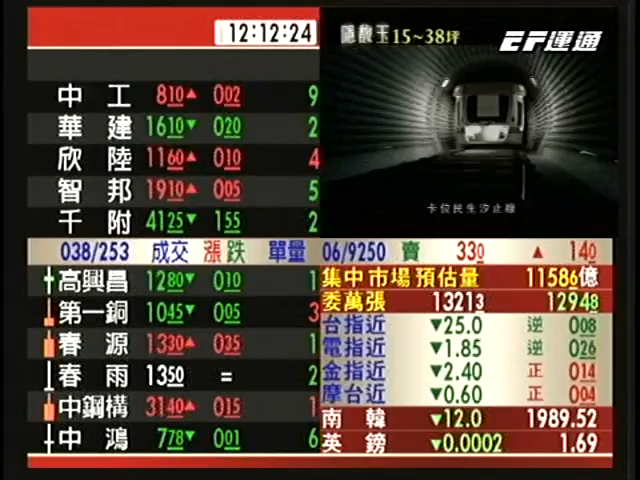 12:12:24
隱馥玉15~38坪
EF運通
中工 810▲ 002 9
華建 1610▼ 020 2
欣陸 1160▲ 010 4
智邦 1910▲ 005 5
千附 4125▼ 155 2
卡位民生汐止線
038/253 成交 漲跌 單量
06/9250 賣 330 ▲ 140
高興昌 1280▼ 010 1
第一銅 1045▼ 005 3
春源 1330▲ 035 1
春雨 1350 = 2
中鋼構 3140▲ 015 1
中鴻 778▼ 001 6
集中市場預估量 11586億
委萬張 13213 12948
台指近 ▼25.0 逆 008
電指近 ▼1.85 逆 026
金指近 ▼2.40 正 014
摩台近 ▼0.60 正 004
南韓 ▼12.0 1989.52
英鎊 ▼0.0002 1.69